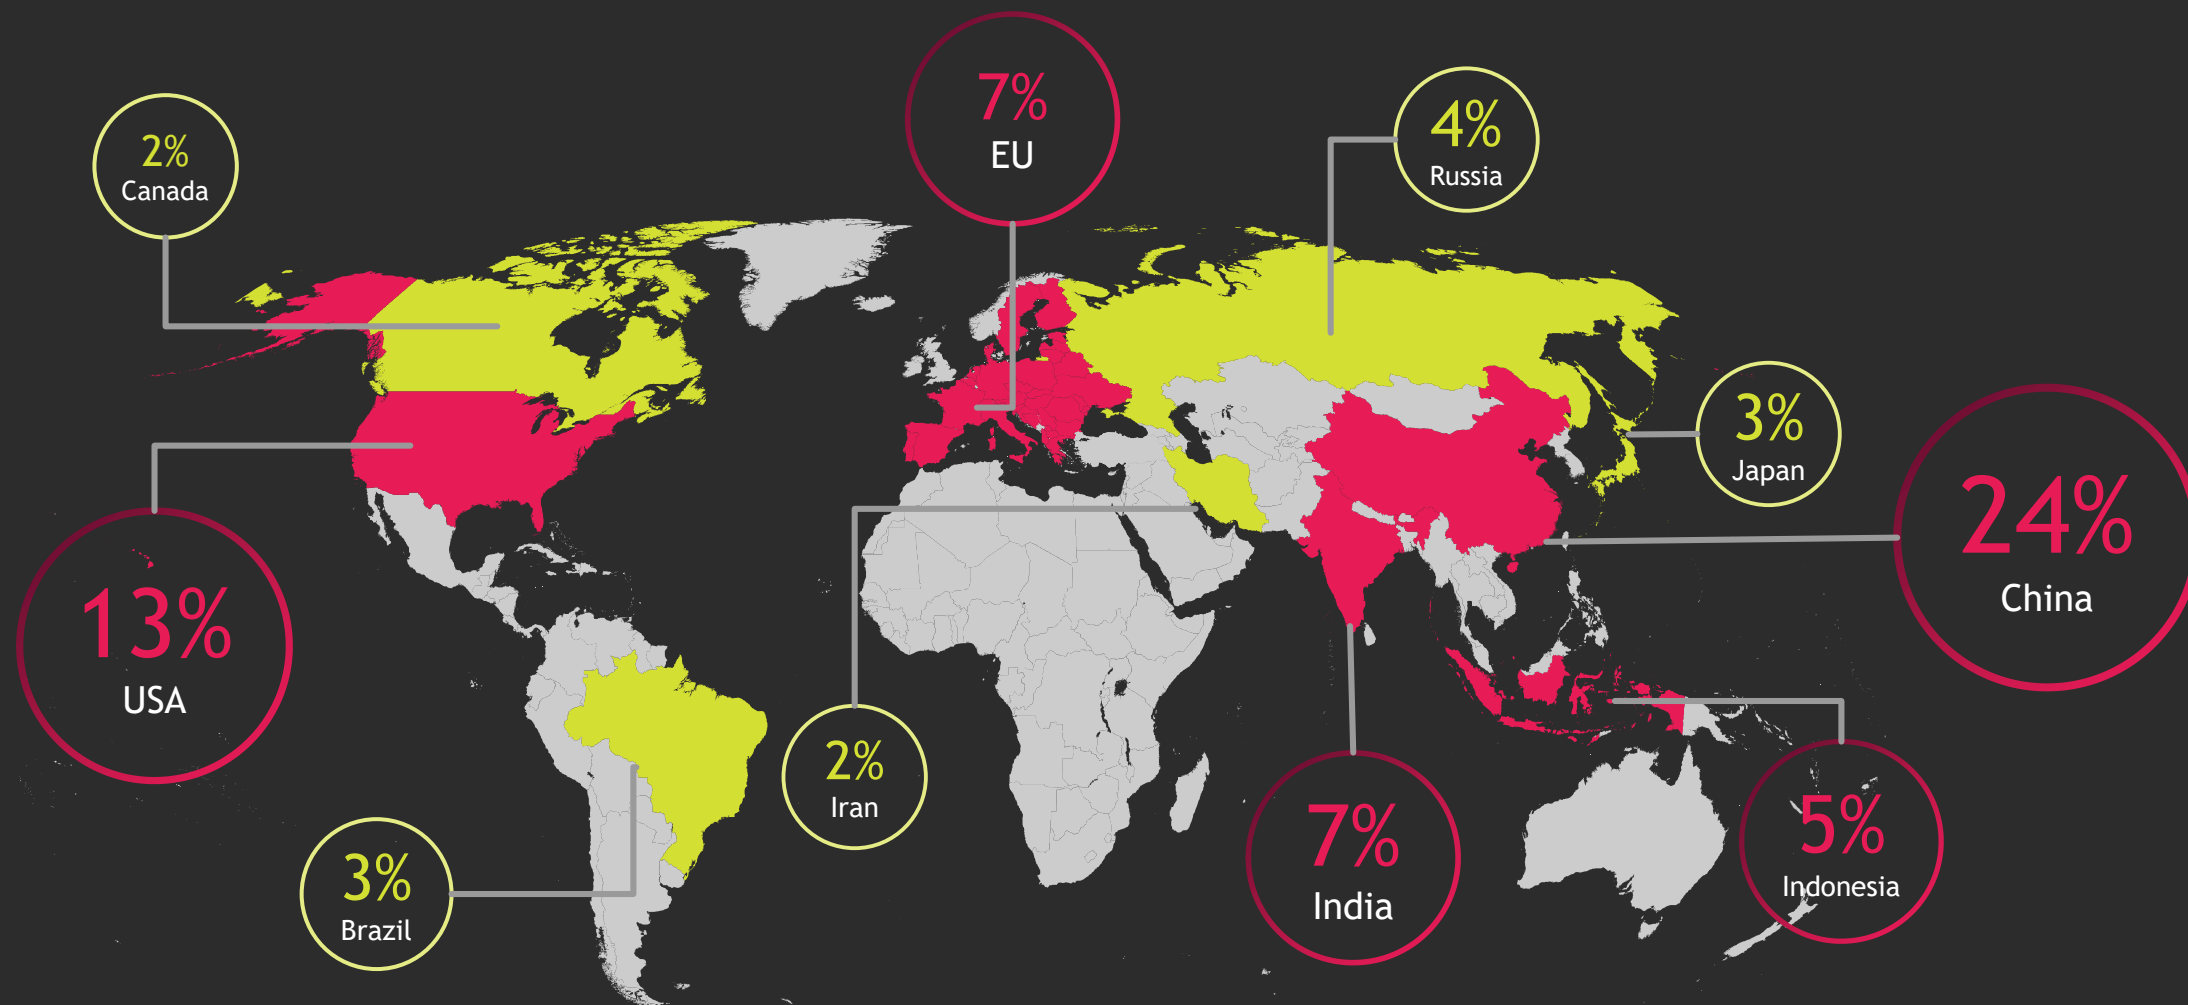 7%
EU
4%
Russia
2%
Canada
3%
Japan
24%
China
13%
USA
2%
Iran
7%
India
5%
Indonesia
3%
Brazil